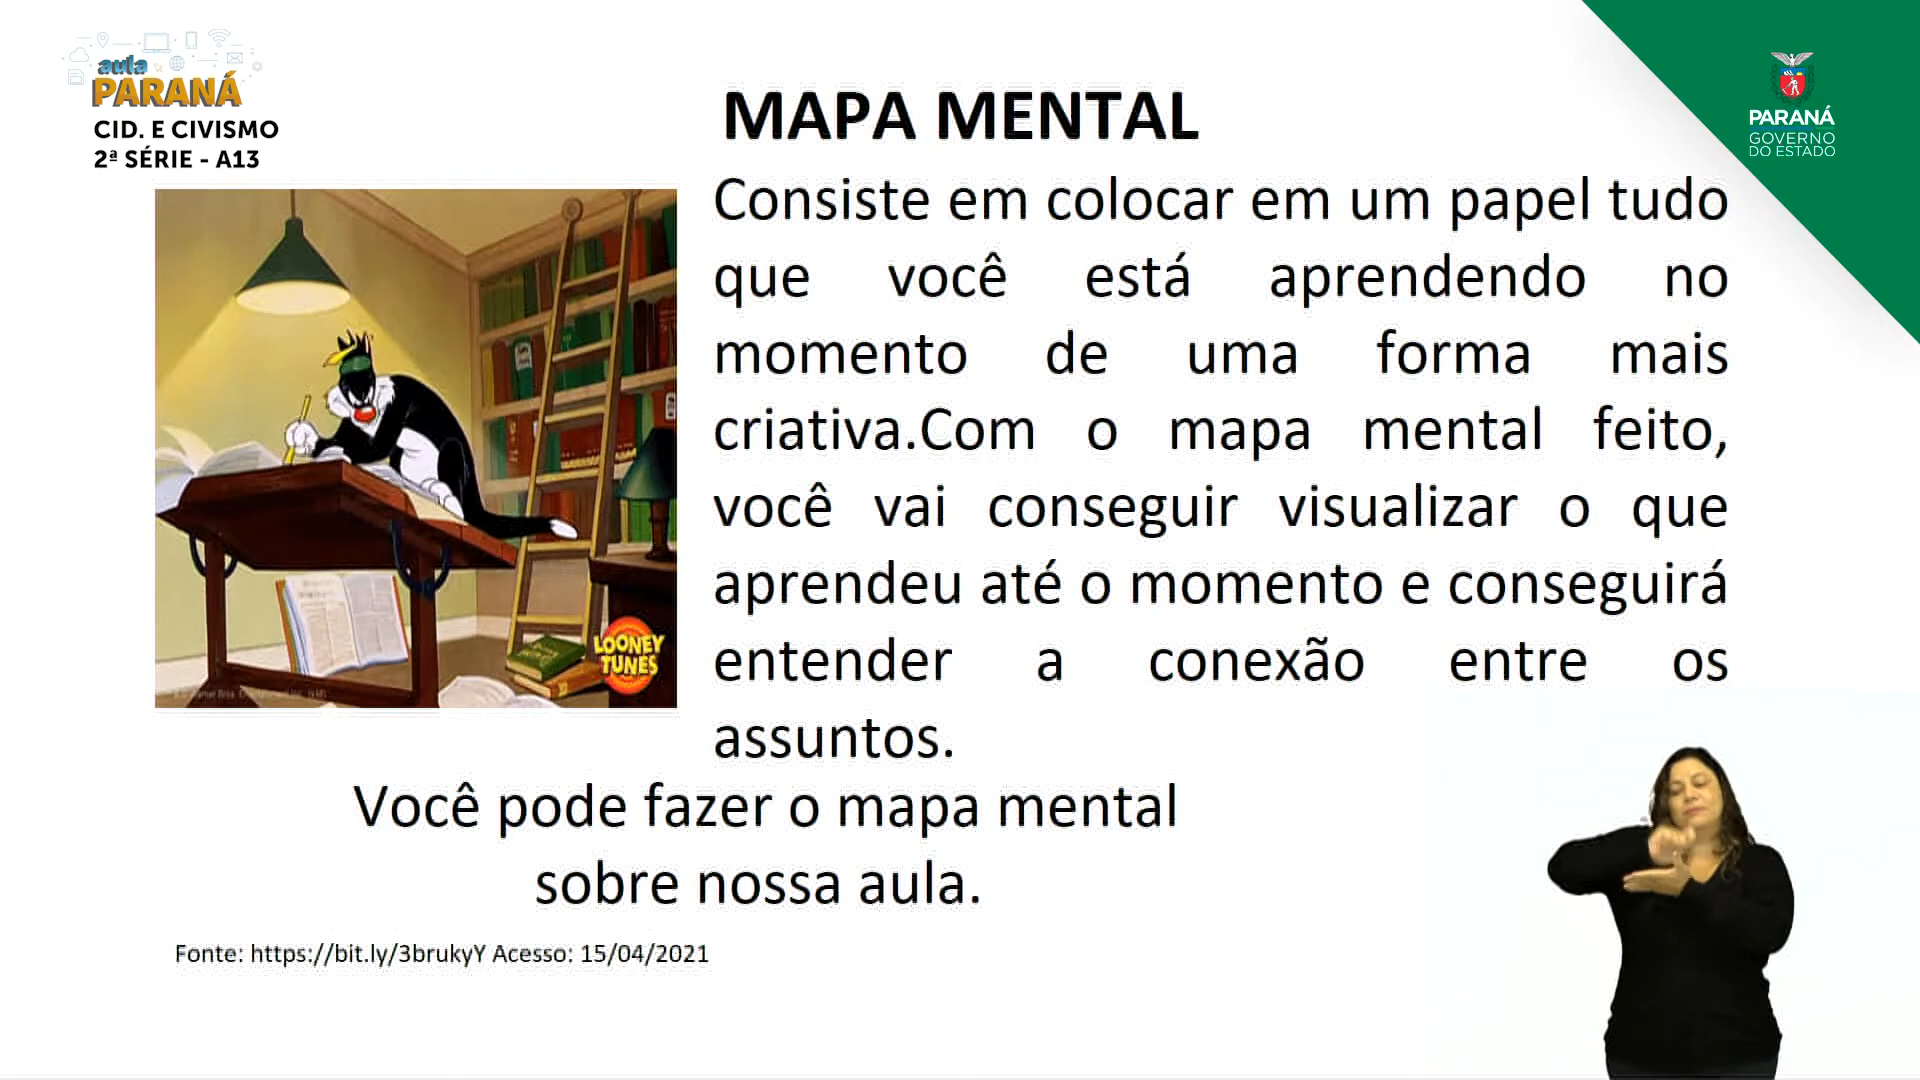 aula
PARANÁ
CID. E CIVISMO
2ª SÉRIE - A13
PARANÁ
GOVERNO
DO ESTADO
MAPA MENTAL
Consiste em colocar em um papel tudo
que você está aprendendo no
momento de uma forma mais
criativa.Com o mapa mental feito,
você vai conseguir visualizar o que
aprendeu até o momento e conseguirá
entender a conexão entre os
assuntos.
LOONEY
TUNES
Você pode fazer o mapa mental
sobre nossa aula.
Fonte: https://bit.ly/3brukyY Acesso: 15/04/2021